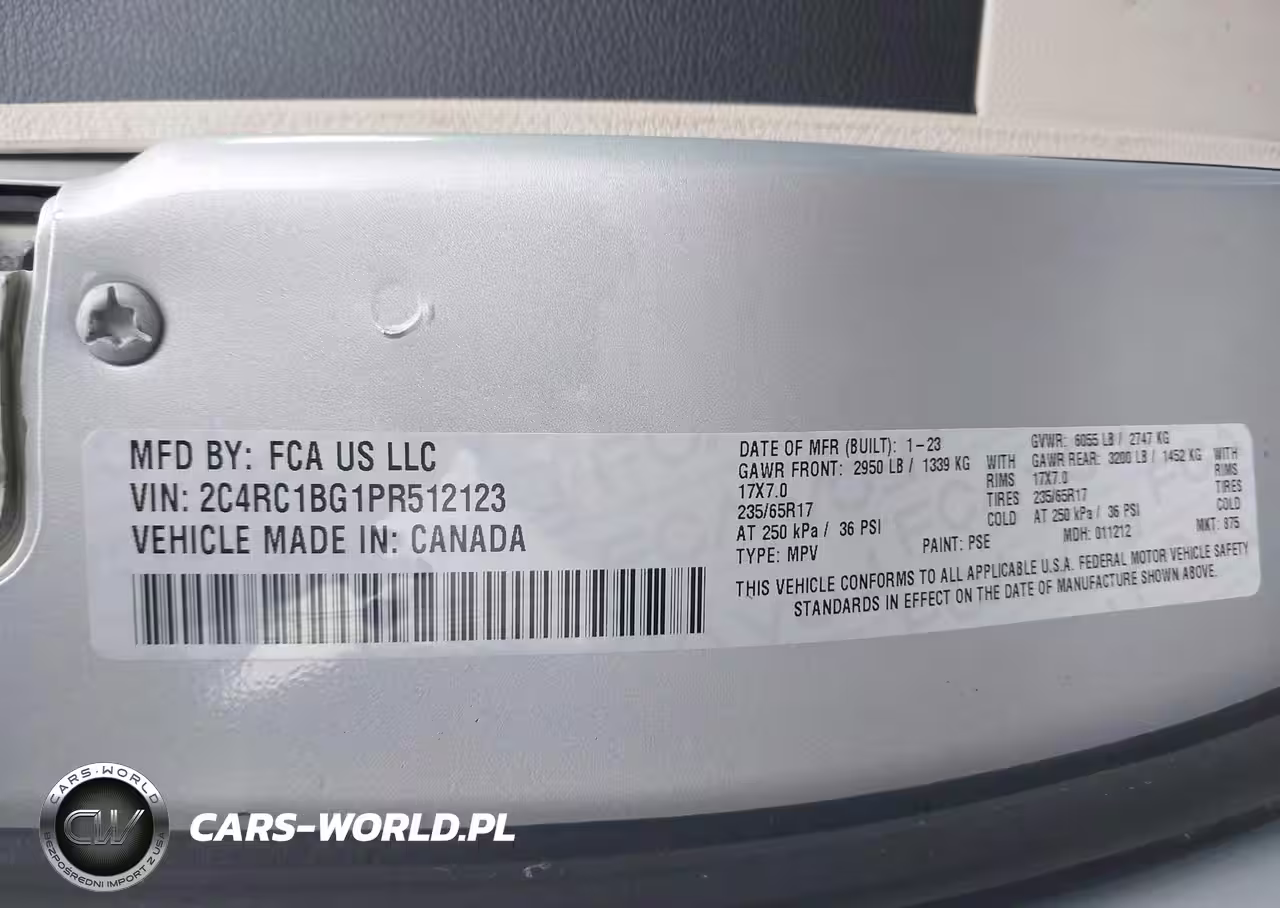 MFD BY: FCA US LLC
VIN: 2C4RC1BG1PR512123
VEHICLE MADE IN: CANADA
DATE OF MFR (BUILT): 1-23
GAWR FRONT: 2950 LB / 1339 KG WITH
17X7.0 RIMS
235/65R17 TIRES
AT 250 kPa / 36 PSI COLD
TYPE: MPV
GVWR: 6055 LB / 2747 KG
GAWR REAR: 3200 LB / 1452 KG WITH
17X7.0 RIMS
235/65R17 TIRES
AT 250 kPa / 36 PSI COLD
PAINT: PSE MDH: 011212 MKT: 875
THIS VEHICLE CONFORMS TO ALL APPLICABLE U.S.A. FEDERAL MOTOR VEHICLE SAFETY
STANDARDS IN EFFECT ON THE DATE OF MANUFACTURE SHOWN ABOVE.
CARS-WORLD
CW
BEZPOŚREDNI IMPORT Z USA
CARS-WORLD.PL